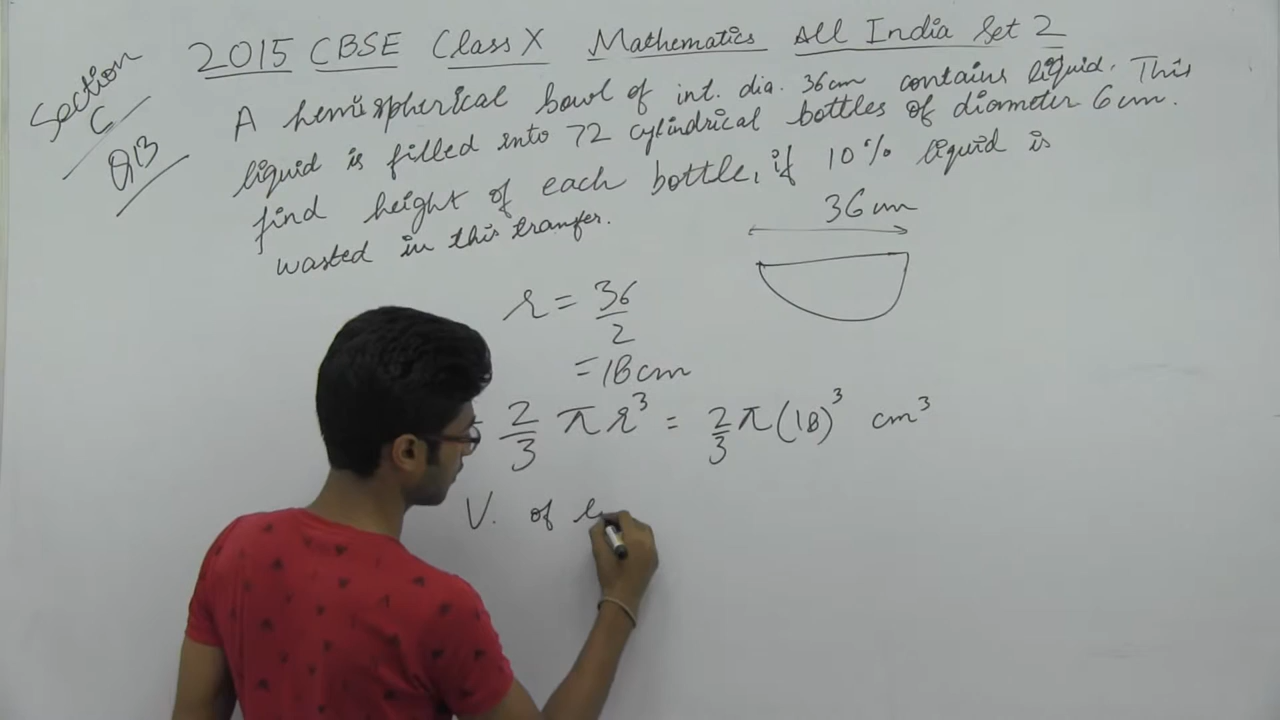 2015 CBSE Class X Mathematics All India Set 2
Section
C
Q13
A hemispherical bowl of int. dia. 36cm contains liquid. This
liquid is filled into 72 cylindrical bottles of diameter 6cm.
find height of each bottle, if 10% liquid is
wasted in this transfer.
36cm
r = 36/2
= 18cm
2/3 πr³ = 2/3 π(18)³ cm³
V. of